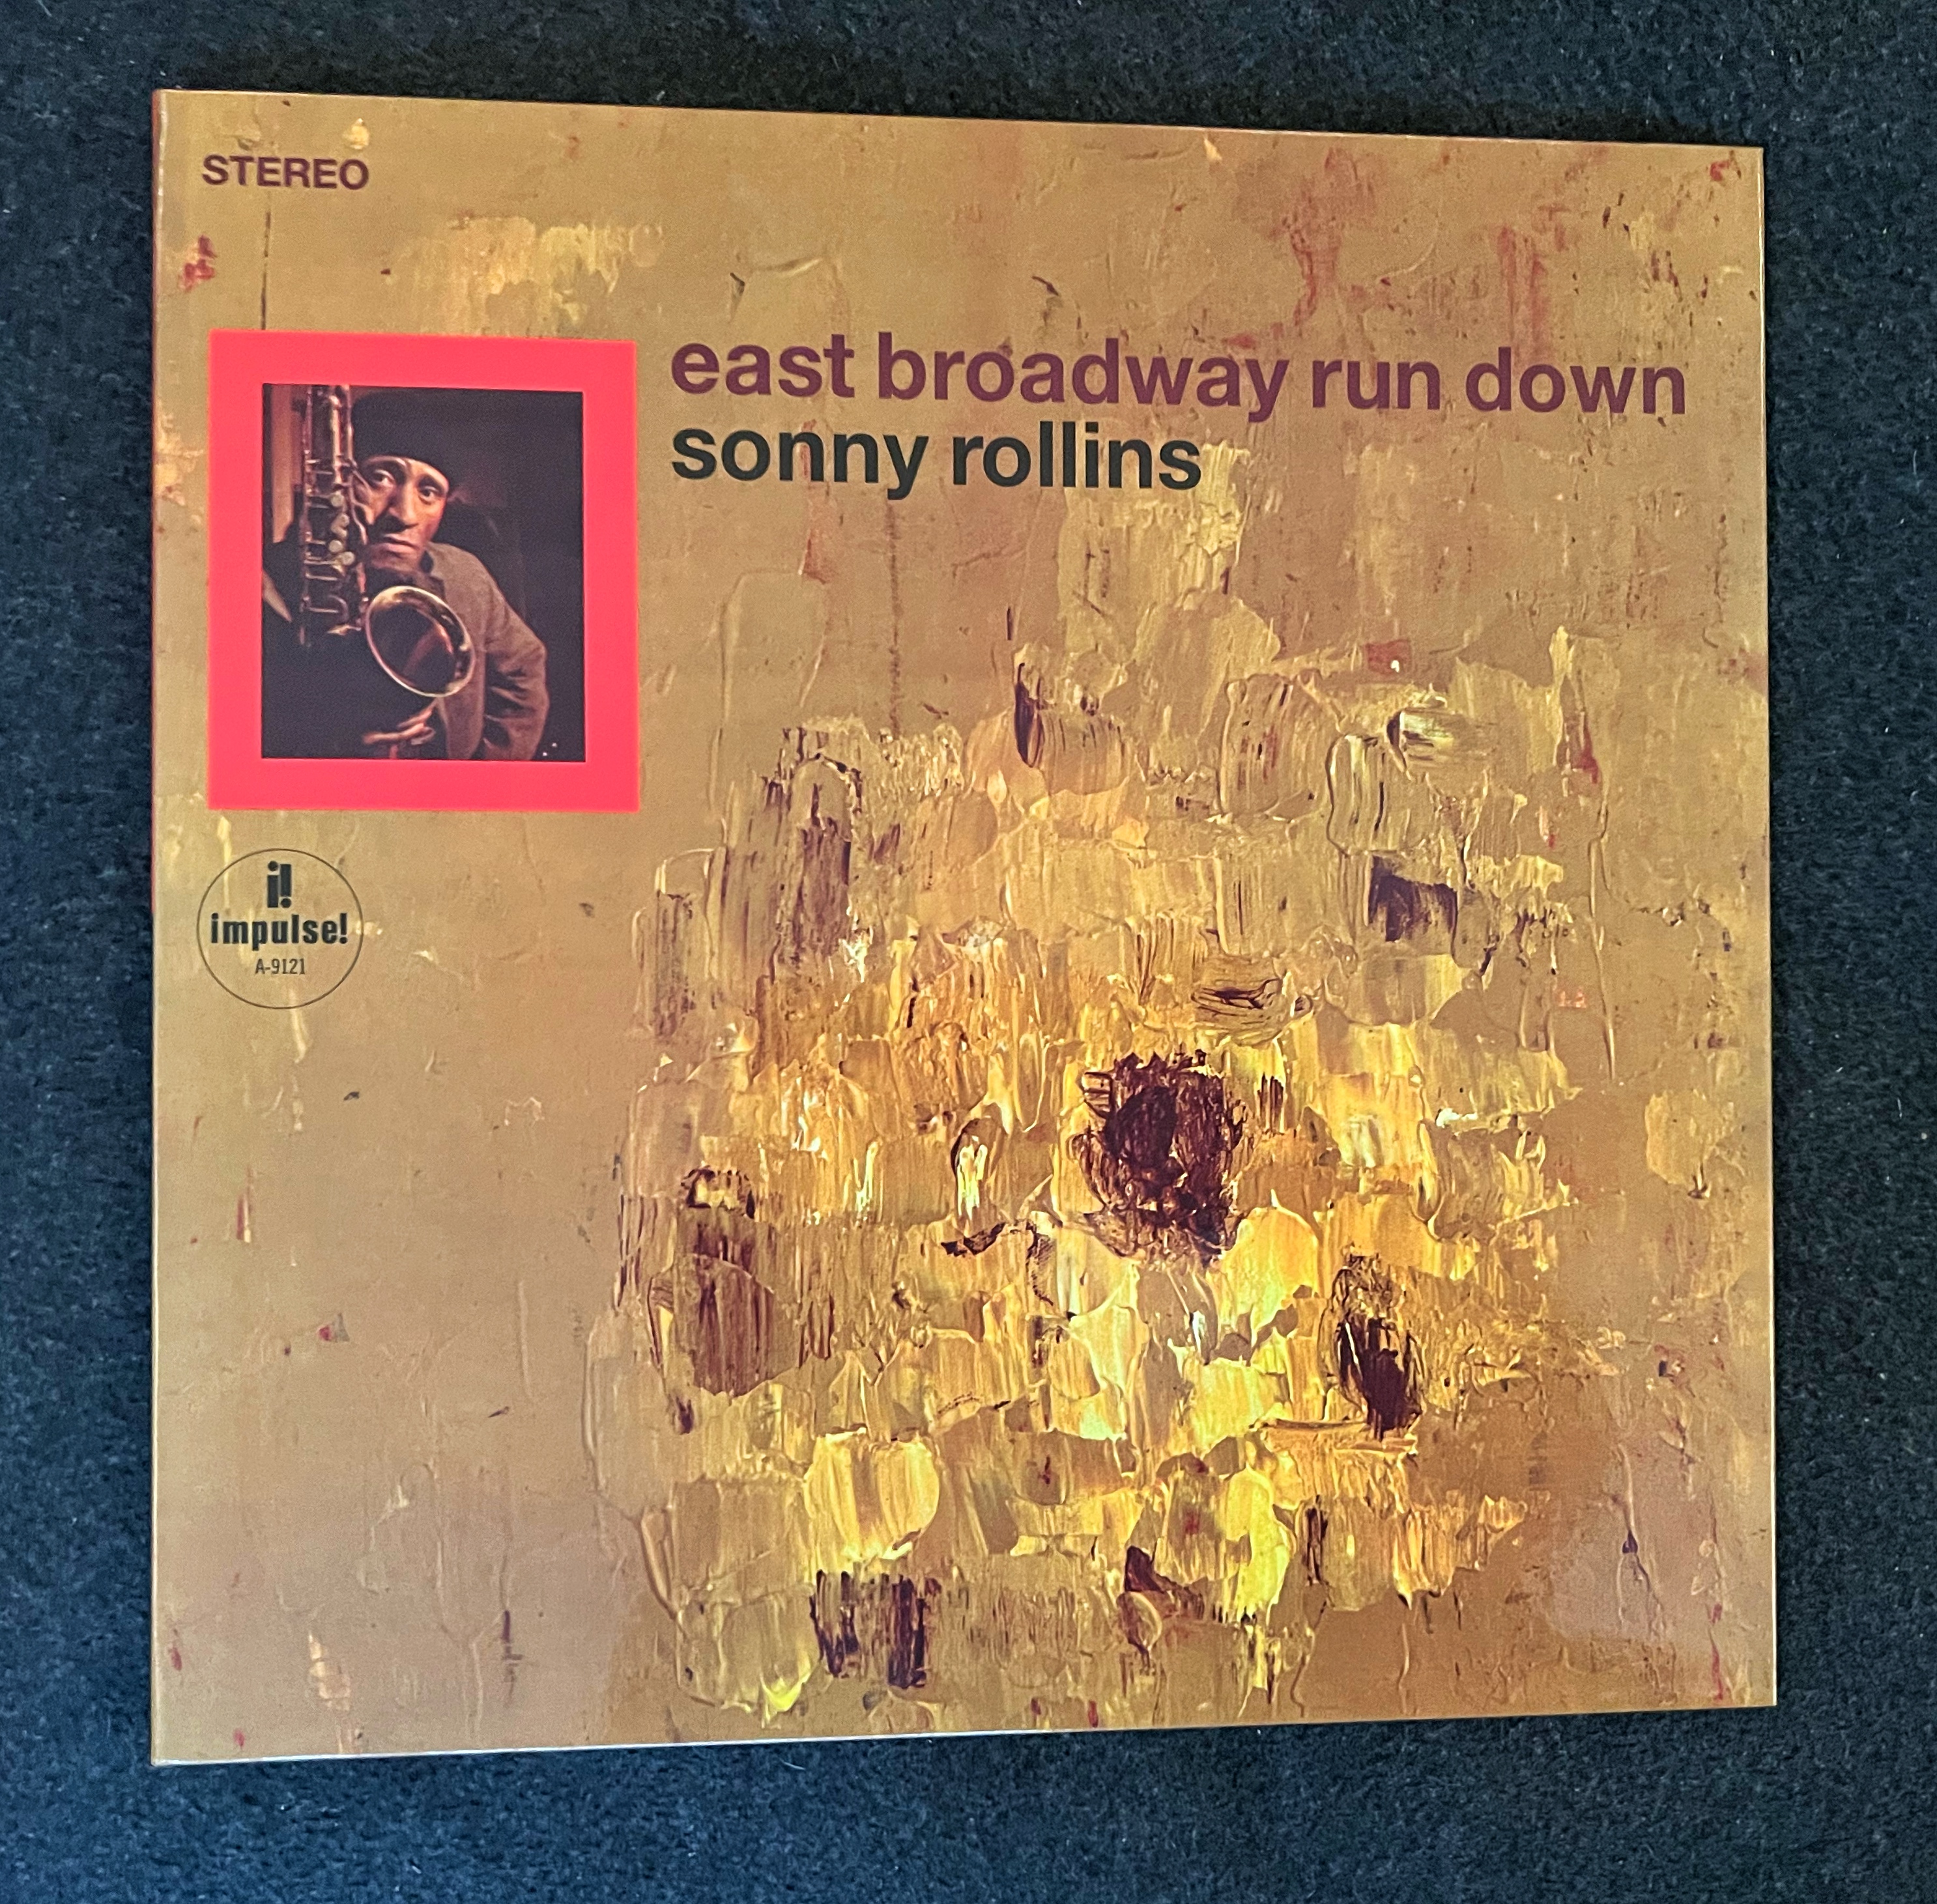 STEREO
east broadway run down
sonny rollins
i!
impulse!
A-9121